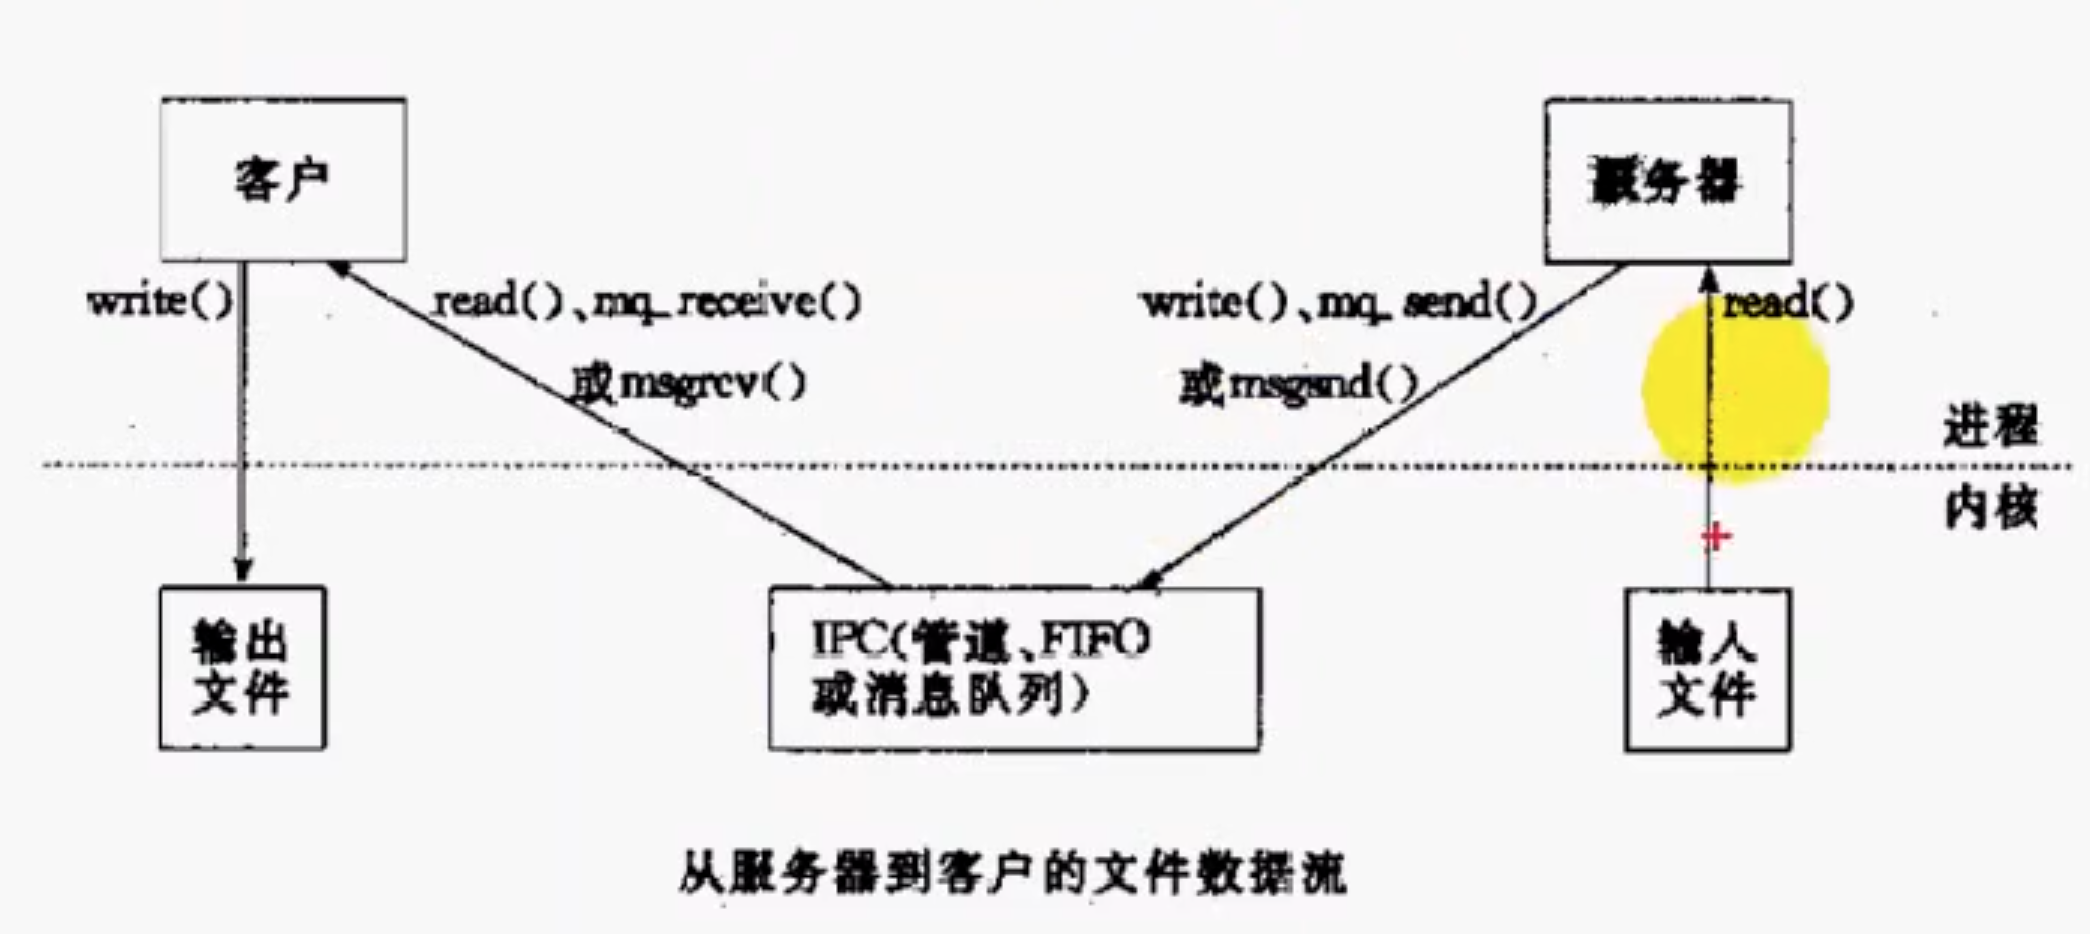 客户
服务器
write()
read()、mq_receive()
或msgrcv()
write()、mq_send()
或msgsnd()
read()
进程
内核
输出
文件
IPC(管道、FIFO
或消息队列)
输入
文件
从服务器到客户的文件数据流